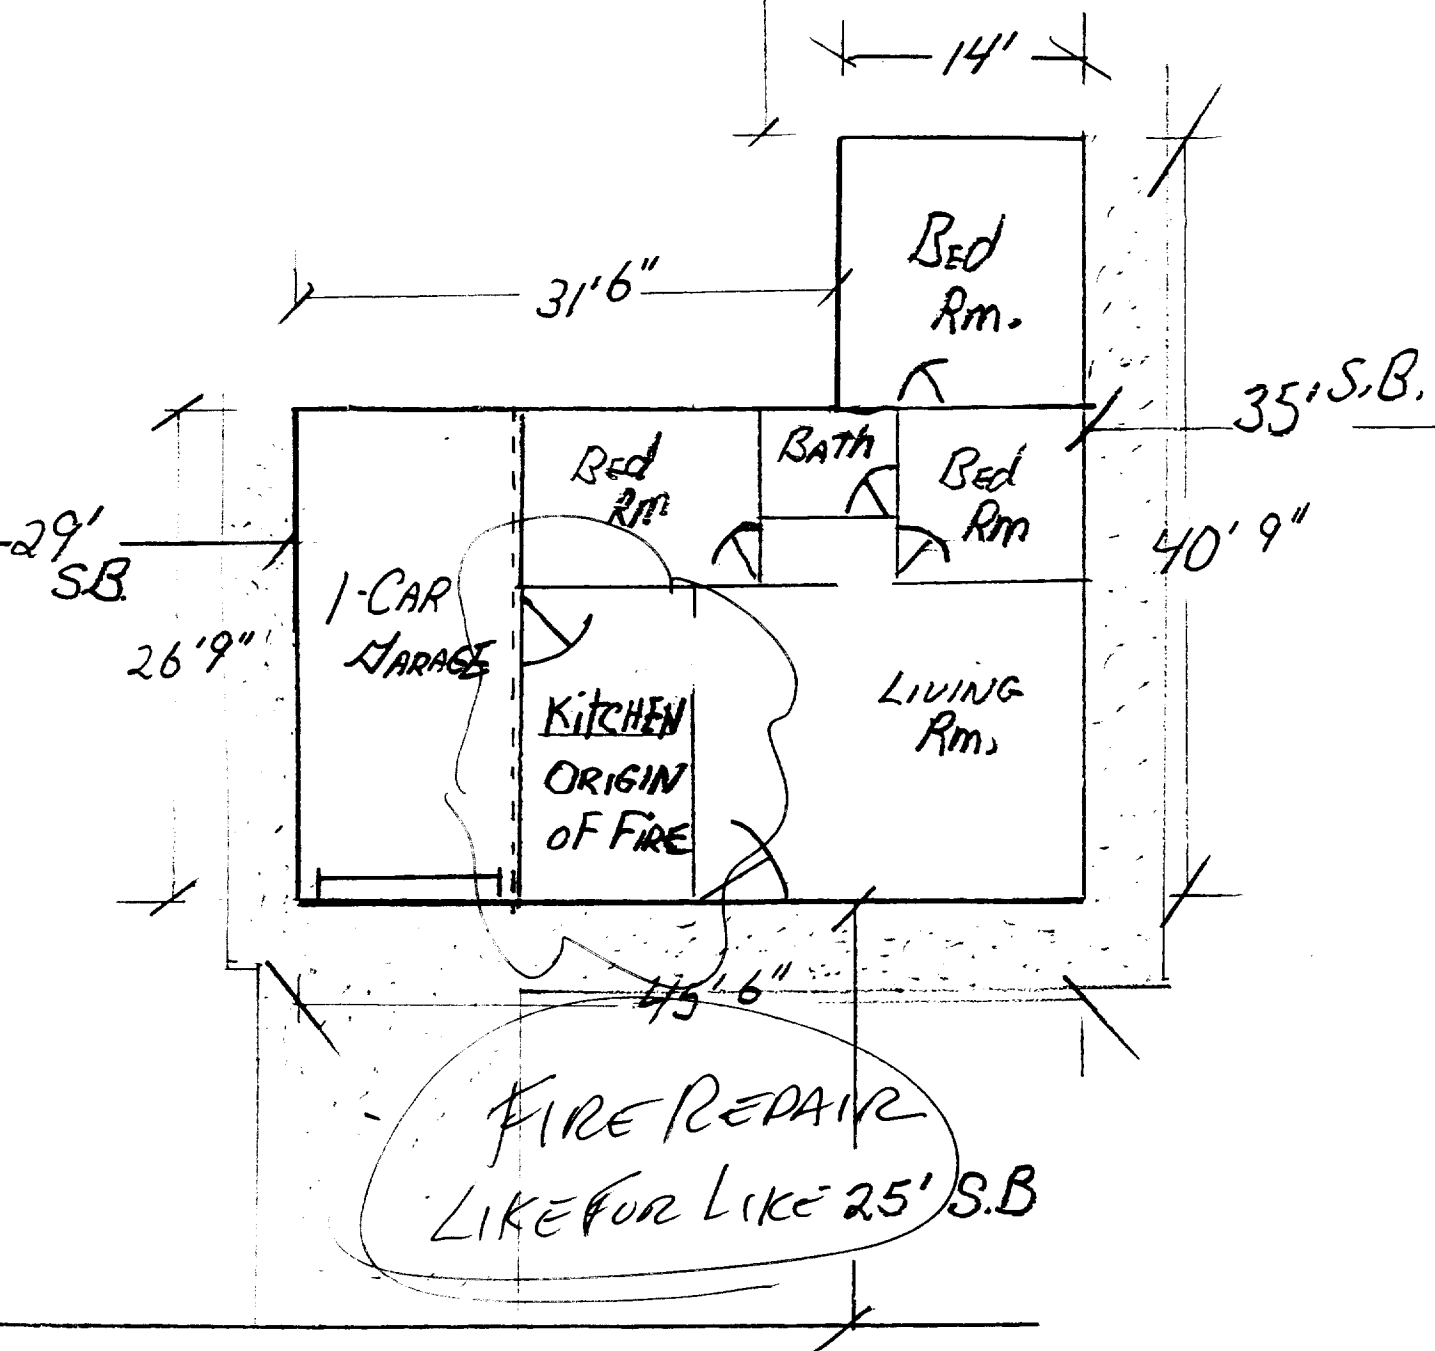 14'
BED
Rm.
31'6"
35' S.B.
BED
Rm
BATH
BED
Rm
29'
S.B.
40' 9"
1-CAR
GARAGE
26'9"
KITCHEN
ORIGIN
OF FIRE
LIVING
Rm.
45' 6"
FIRE REPAIR
LIKE FOR LIKE
25' S.B